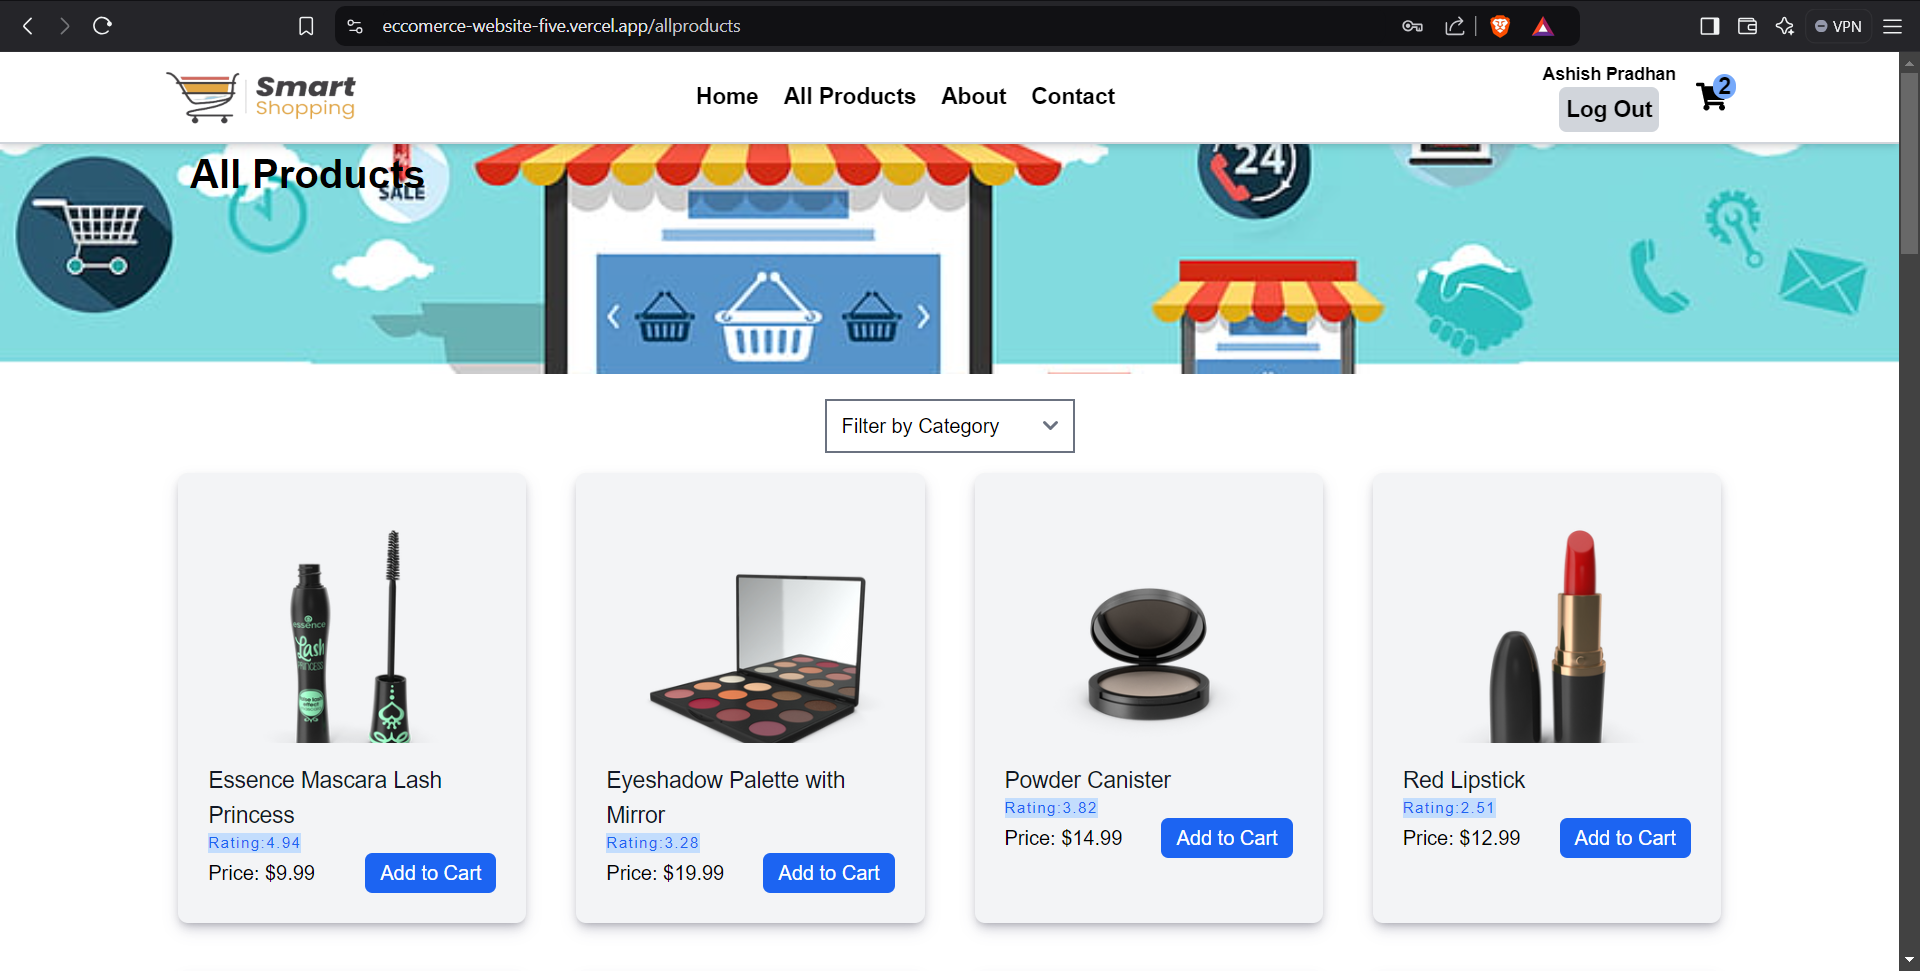 eccomerce-website-five.vercel.app/allproducts
VPN
Smart
Shopping
Home
All Products
About
Contact
Ashish Pradhan
Log Out
2
All Products
SALE
24
Filter by Category
essence
Lash
PRINCESS
Essence Mascara Lash
Princess
Rating:4.94
Price: $9.99
Add to Cart
Eyeshadow Palette with
Mirror
Rating:3.28
Price: $19.99
Add to Cart
Powder Canister
Rating:3.82
Price: $14.99
Add to Cart
Red Lipstick
Rating:2.51
Price: $12.99
Add to Cart